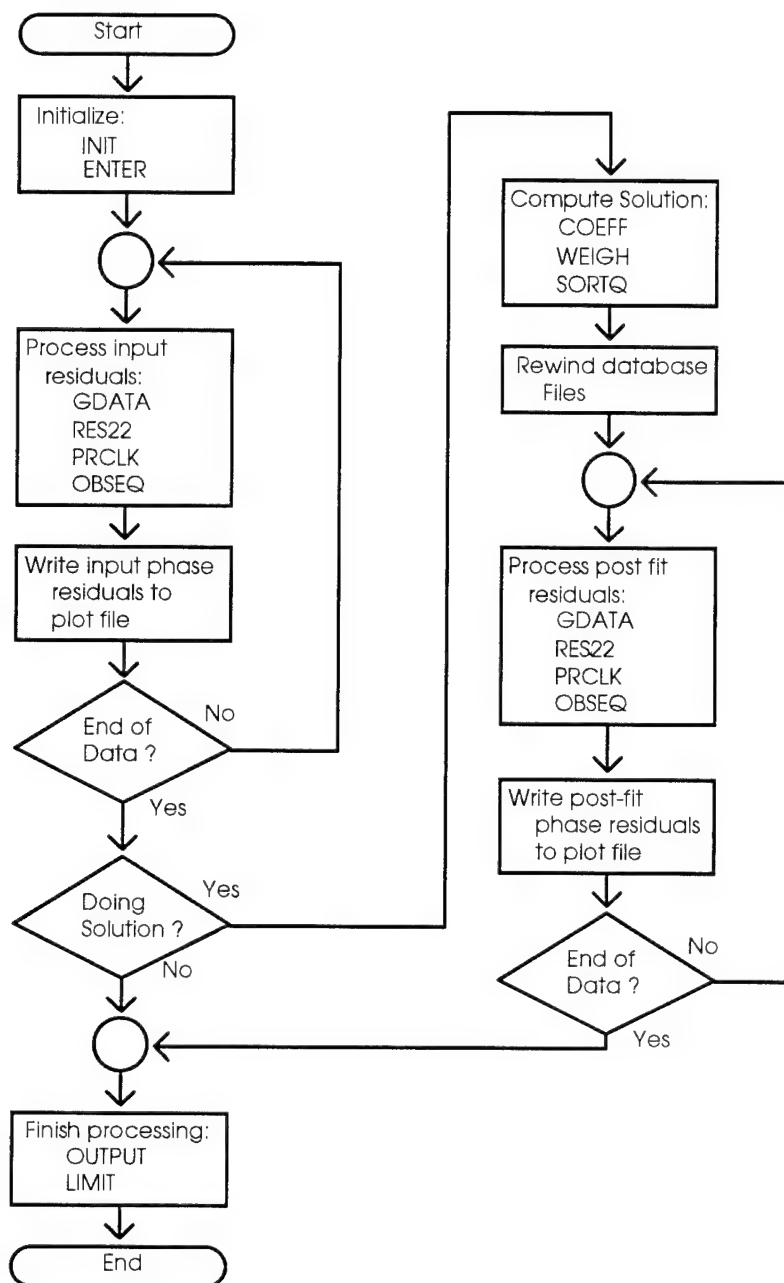 Start
Initialize:
INIT
ENTER
Process input
residuals:
GDATA
RES22
PRCLK
OBSEQ
Write input phase
residuals to
plot file
End of
Data ?
No
Yes
Doing
Solution ?
Yes
No
Finish processing:
OUTPUT
LIMIT
End
Compute Solution:
COEFF
WEIGH
SORTQ
Rewind database
Files
Process post fit
residuals:
GDATA
RES22
PRCLK
OBSEQ
Write post-fit
phase residuals
to plot file
End of
Data ?
No
Yes